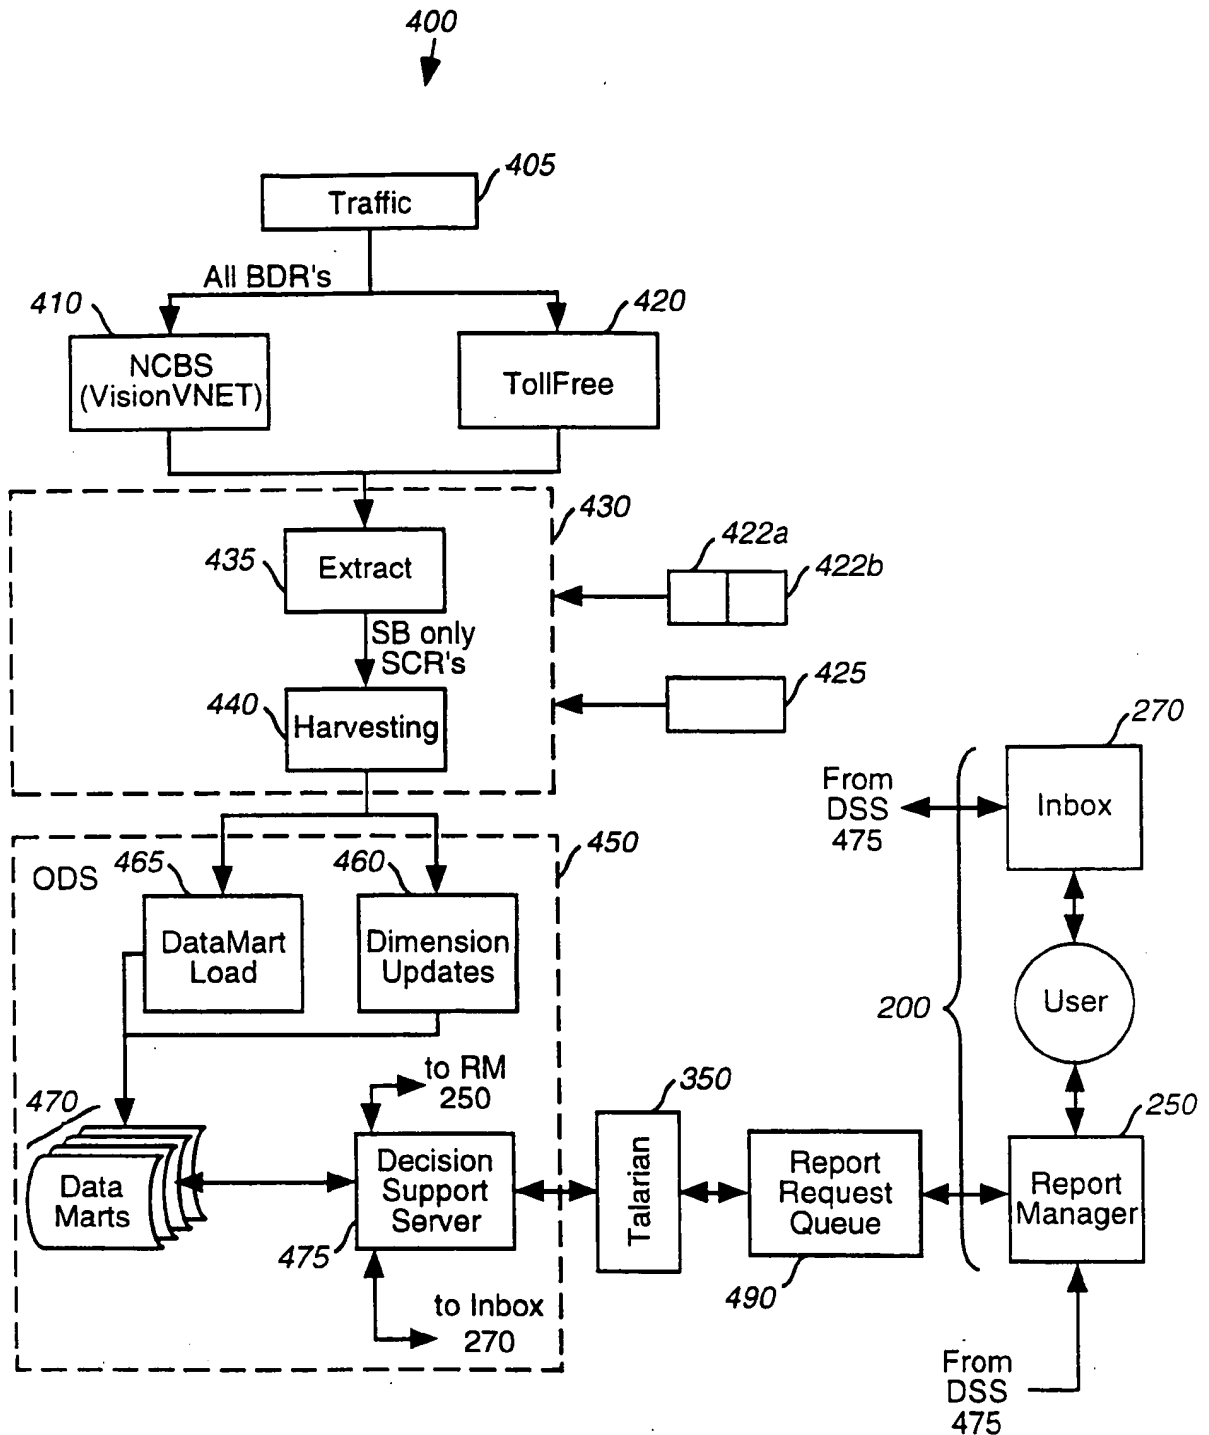 400
405
Traffic
All BDR's
410
420
NCBS
(VisionVNET)
TollFree
430
435
Extract
422a
422b
SB only
SCR's
425
440
Harvesting
270
From
DSS
475
Inbox
450
ODS
465
460
DataMart
Load
Dimension
Updates
200
User
to RM
250
350
470
250
Data
Marts
Decision
Support
Server
Talarian
Report
Request
Queue
Report
Manager
475
490
to Inbox
270
From
DSS
475